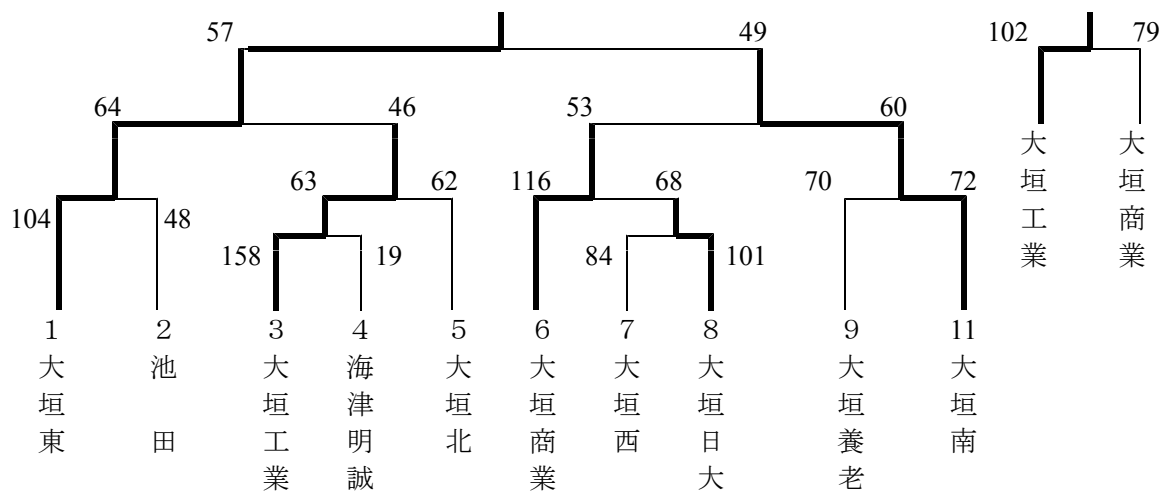 57 49 102 79
64 46 53 60
63 62 116 68 70 72
104 48
158 19 84 101
1 2 3 4 5 6 7 8 9 11
大垣東
池田
大垣工業
海津明誠
大垣北
大垣商業
大垣西
大垣日大
大垣養老
大垣南
大垣工業
大垣商業